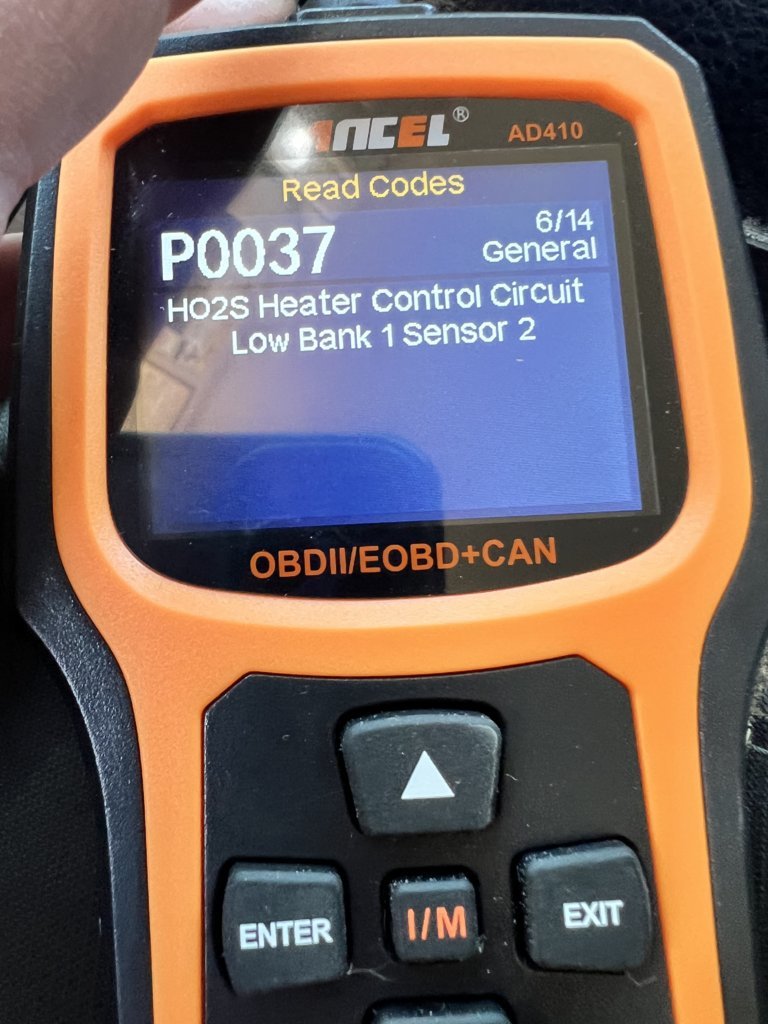 ANCEL® AD410
Read Codes
P0037 6/14
General
HO2S Heater Control Circuit
Low Bank 1 Sensor 2
OBDII/EOBD+CAN
ENTER I/M EXIT